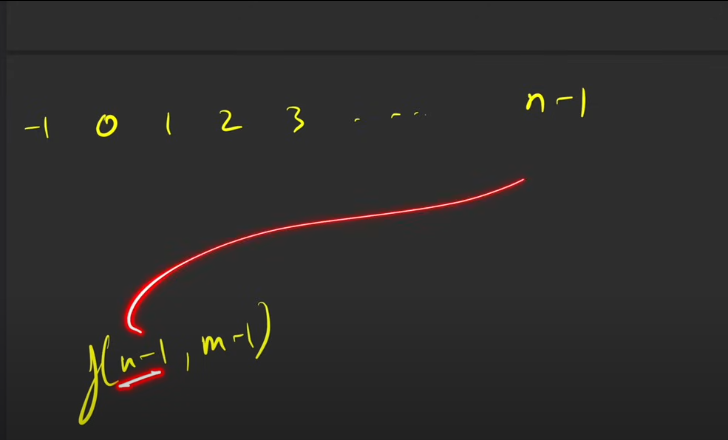 -1 0 1 2 3 . -- ... n-1
f(n-1, m-1)